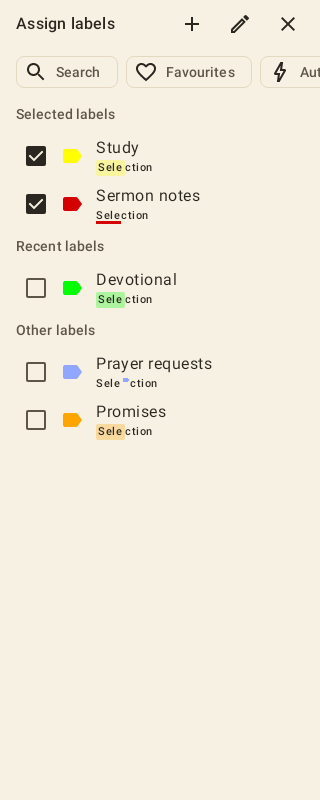 Assign labels
Search
Favourites
Aut
Selected labels
Study
Selection
Sermon notes
Selection
Recent labels
Devotional
Selection
Other labels
Prayer requests
Selection
Promises
Selection